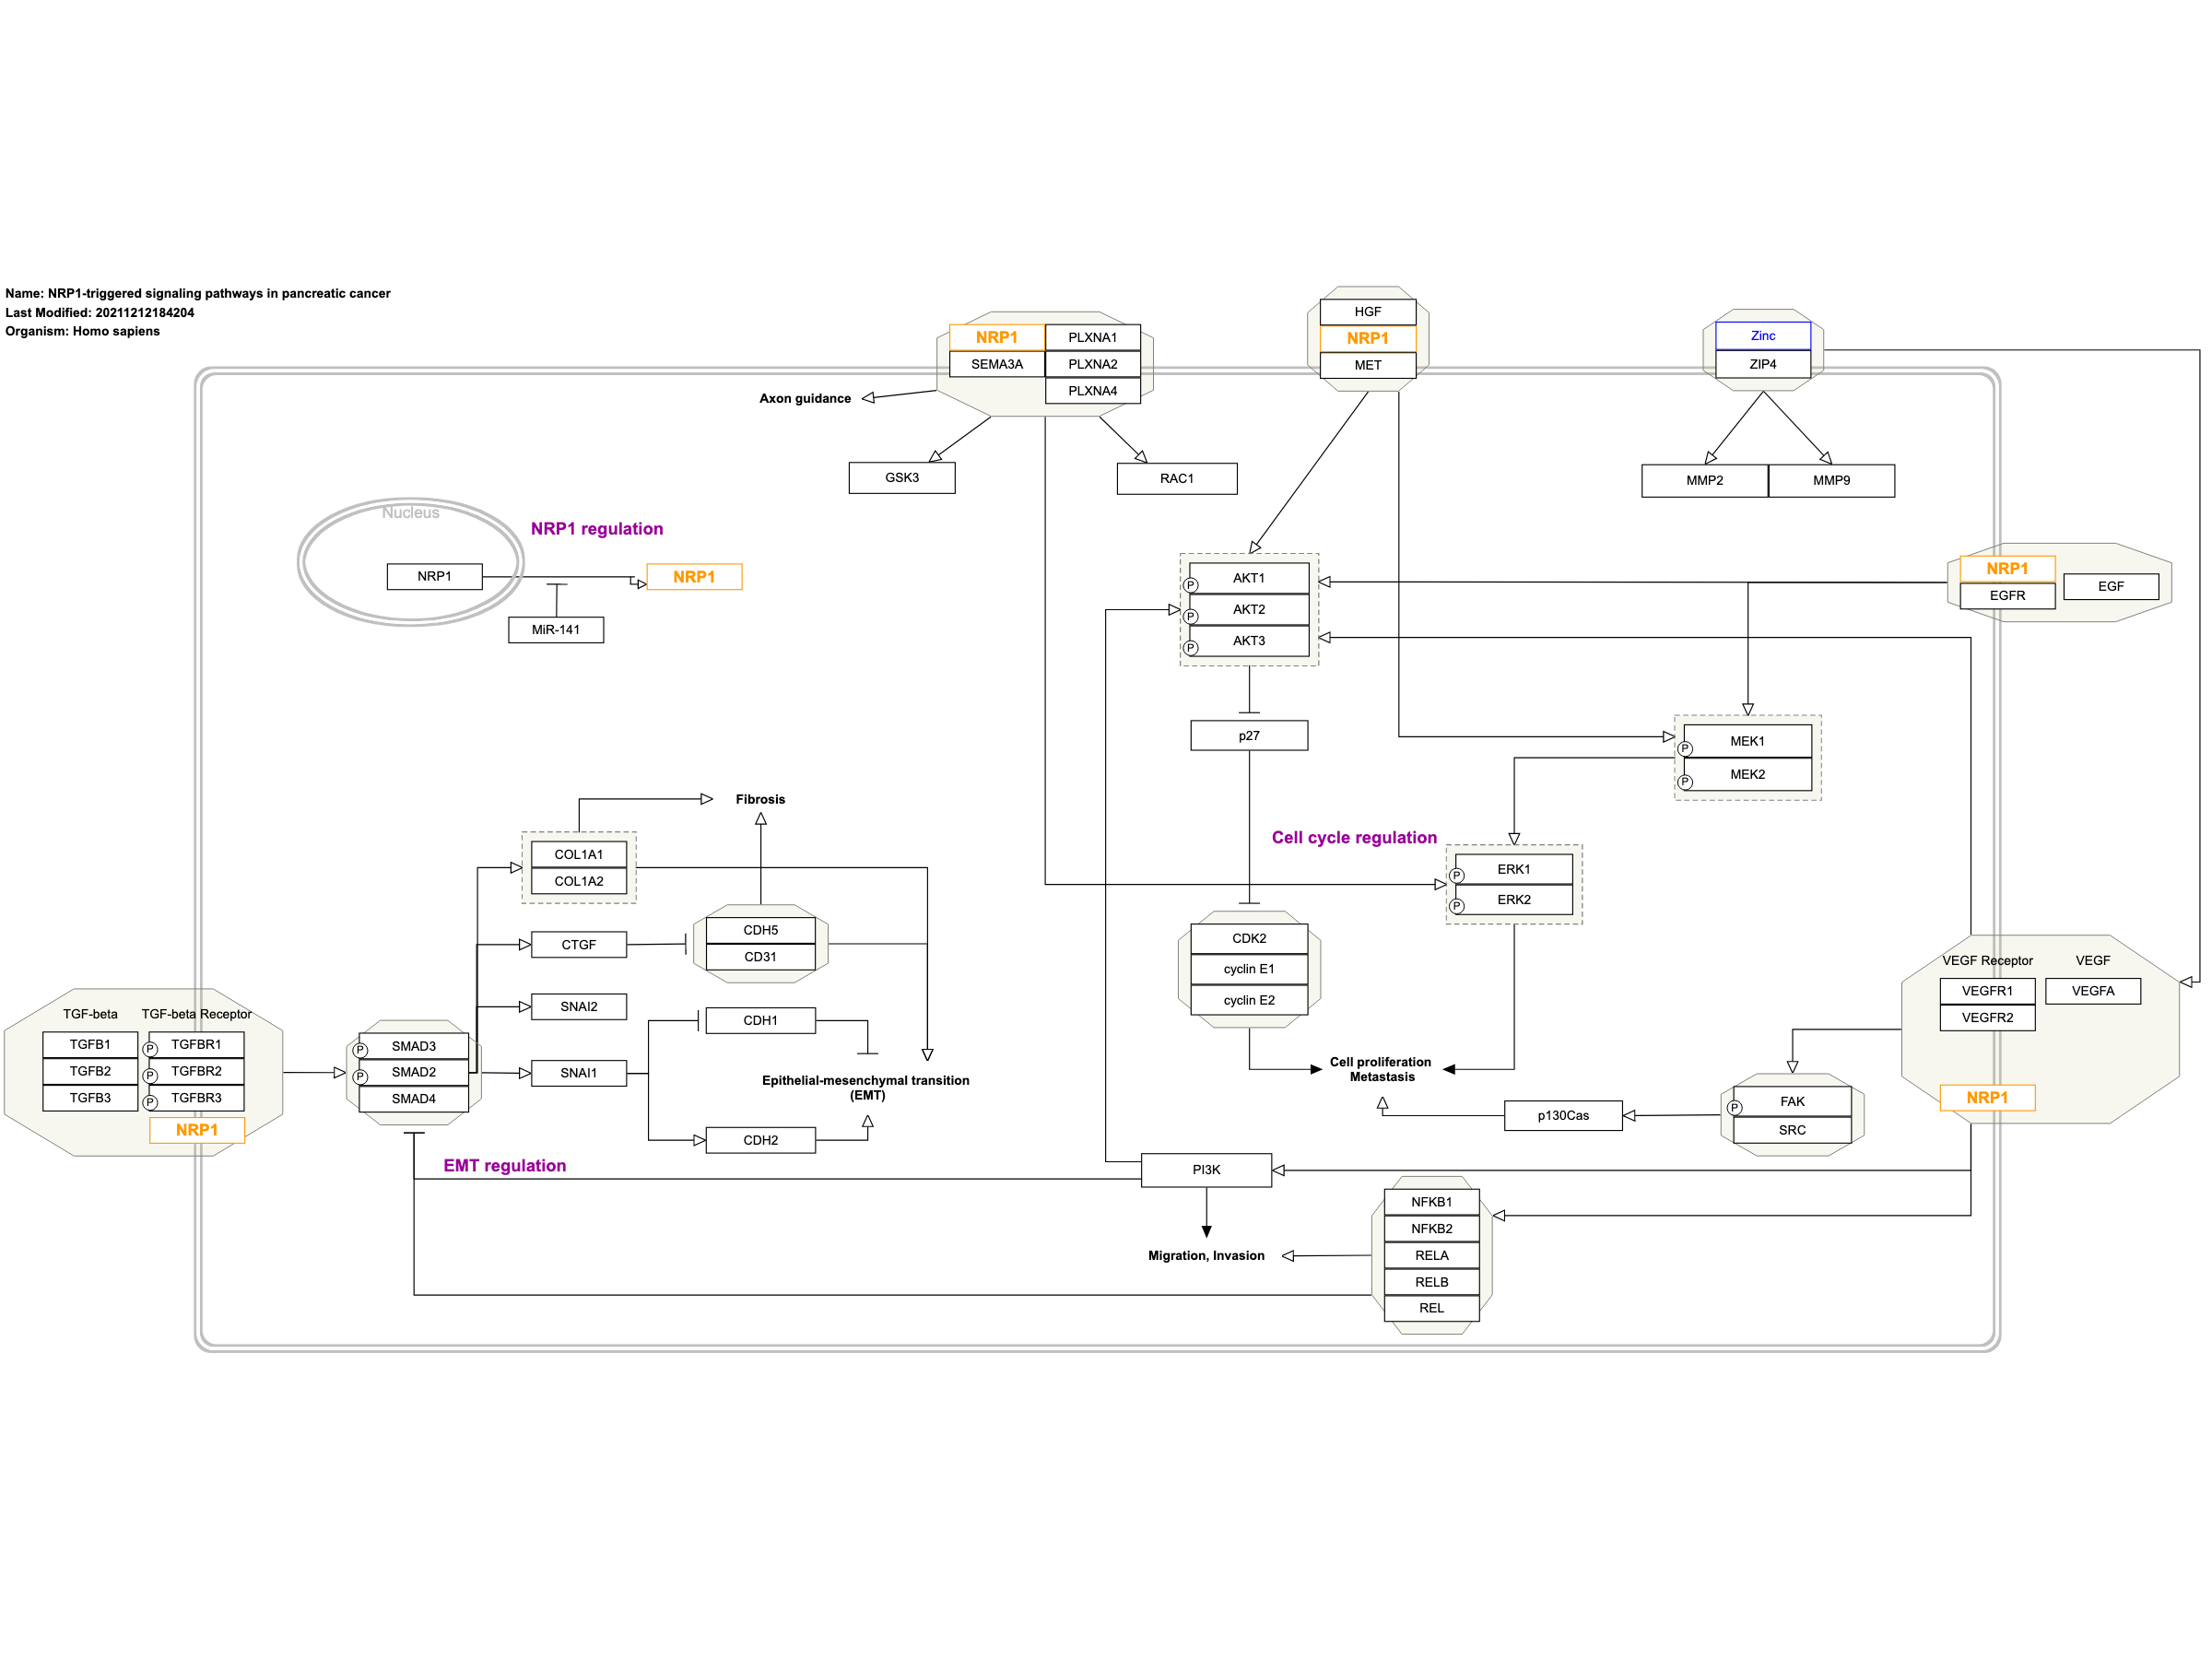 Name: NRP1-triggered signaling pathways in pancreatic cancer
Last Modified: 20211212184204
Organism: Homo sapiens
NRP1
PLXNA1
SEMA3A
PLXNA2
PLXNA4
HGF
NRP1
MET
Zinc
ZIP4
Axon guidance
GSK3
RAC1
MMP2
MMP9
Nucleus
NRP1 regulation
NRP1
NRP1
MiR-141
AKT1
P
AKT2
P
AKT3
P
NRP1
EGFR
EGF
p27
MEK1
P
MEK2
P
Fibrosis
Cell cycle regulation
COL1A1
COL1A2
ERK1
P
ERK2
P
CTGF
CDH5
CD31
CDK2
cyclin E1
cyclin E2
SNAI2
CDH1
VEGF Receptor
VEGF
VEGFR1
VEGFA
VEGFR2
NRP1
TGF-beta
TGF-beta Receptor
TGFB1
P
TGFBR1
TGFB2
P
TGFBR2
TGFB3
P
TGFBR3
NRP1
P
SMAD3
P
SMAD2
SMAD4
SNAI1
Epithelial-mesenchymal transition
(EMT)
CDH2
Cell proliferation
Metastasis
p130Cas
FAK
P
SRC
EMT regulation
PI3K
NFKB1
NFKB2
RELA
RELB
REL
Migration, Invasion